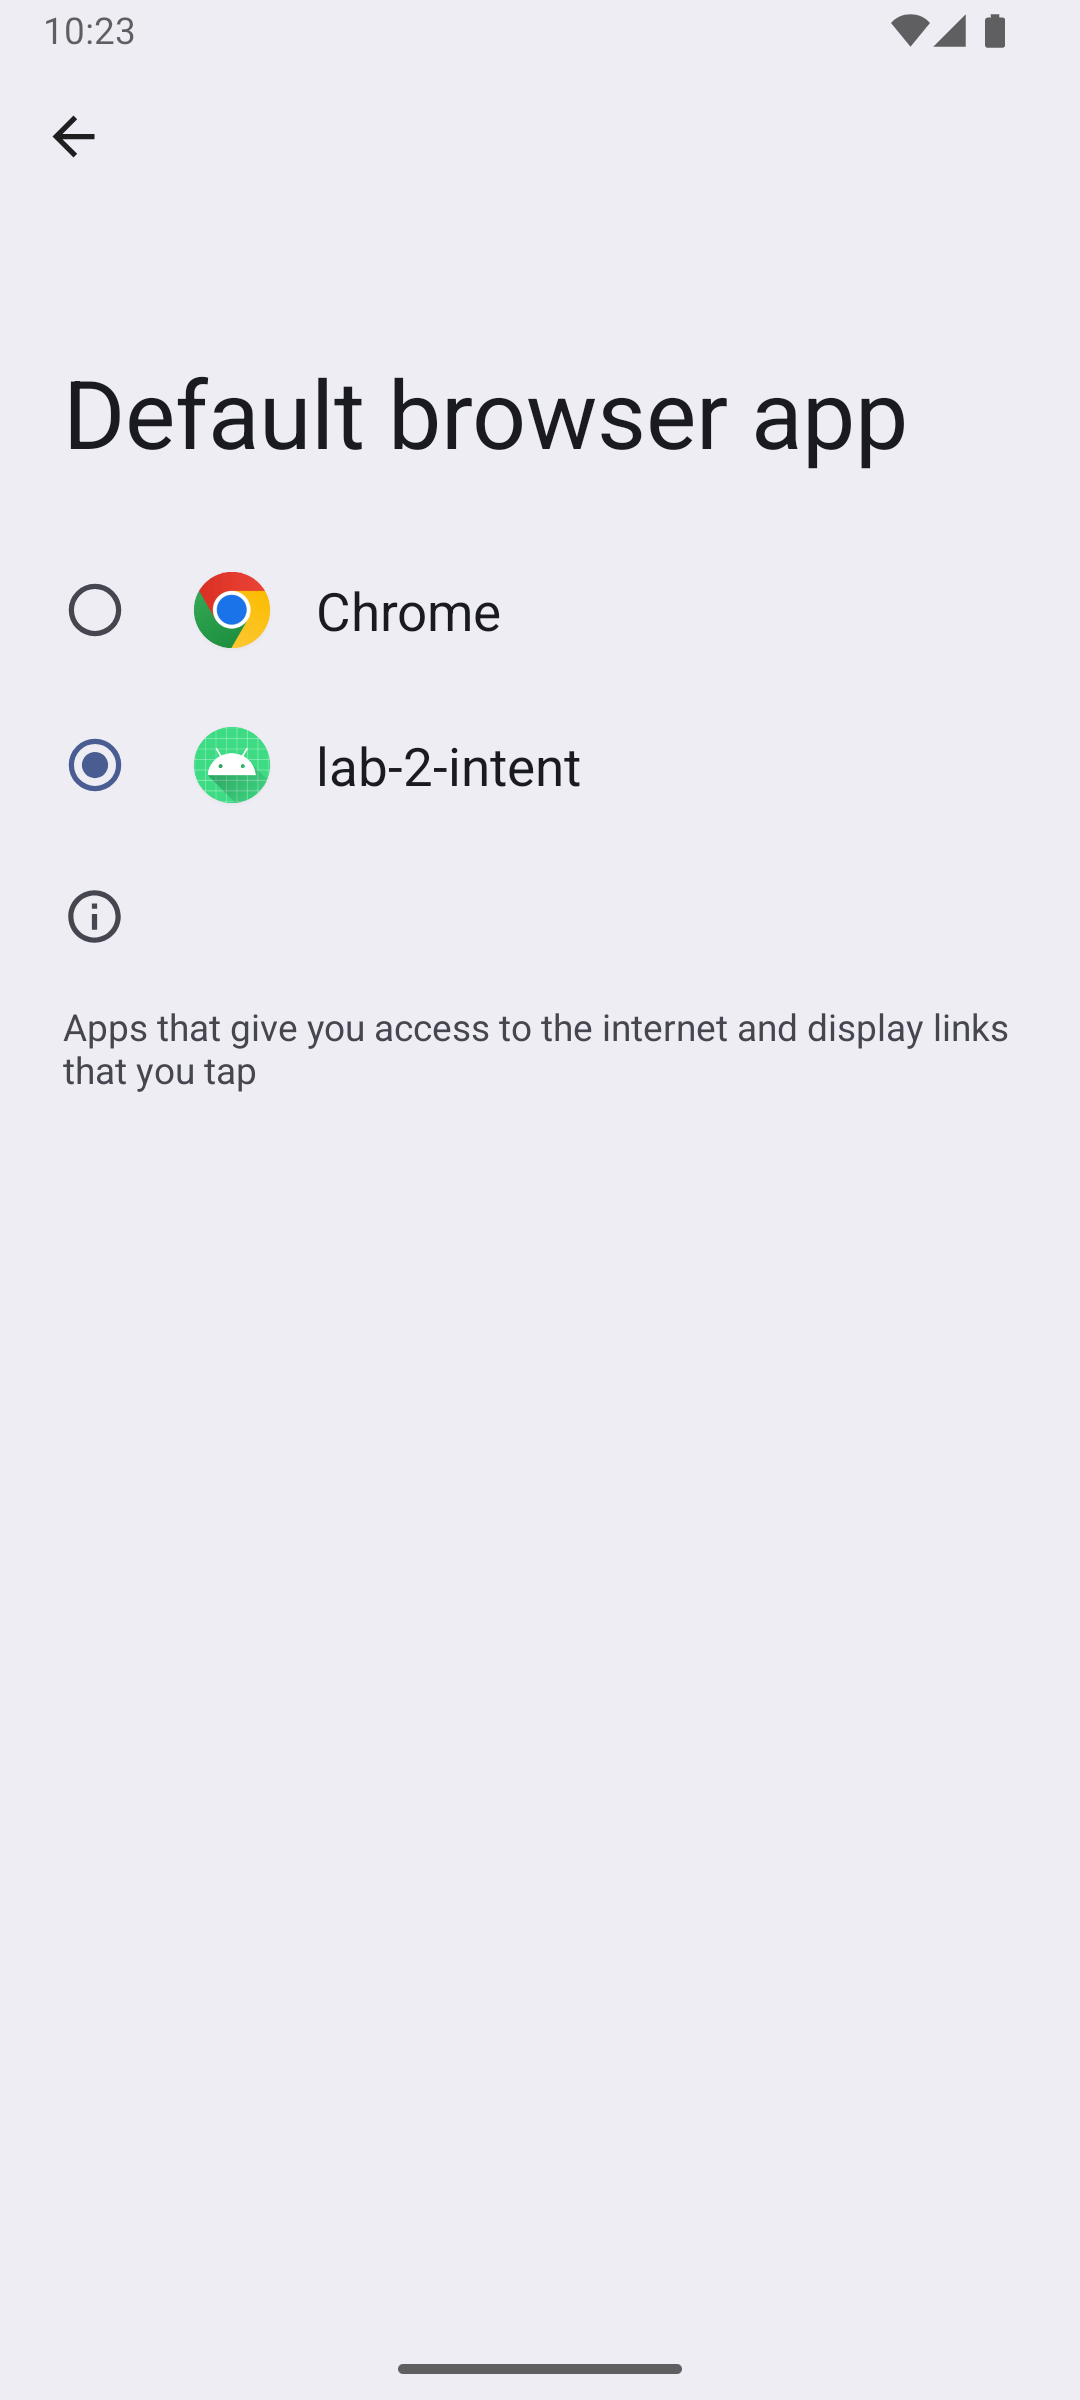 10:23
Default browser app
Chrome
lab-2-intent
Apps that give you access to the internet and display links
that you tap